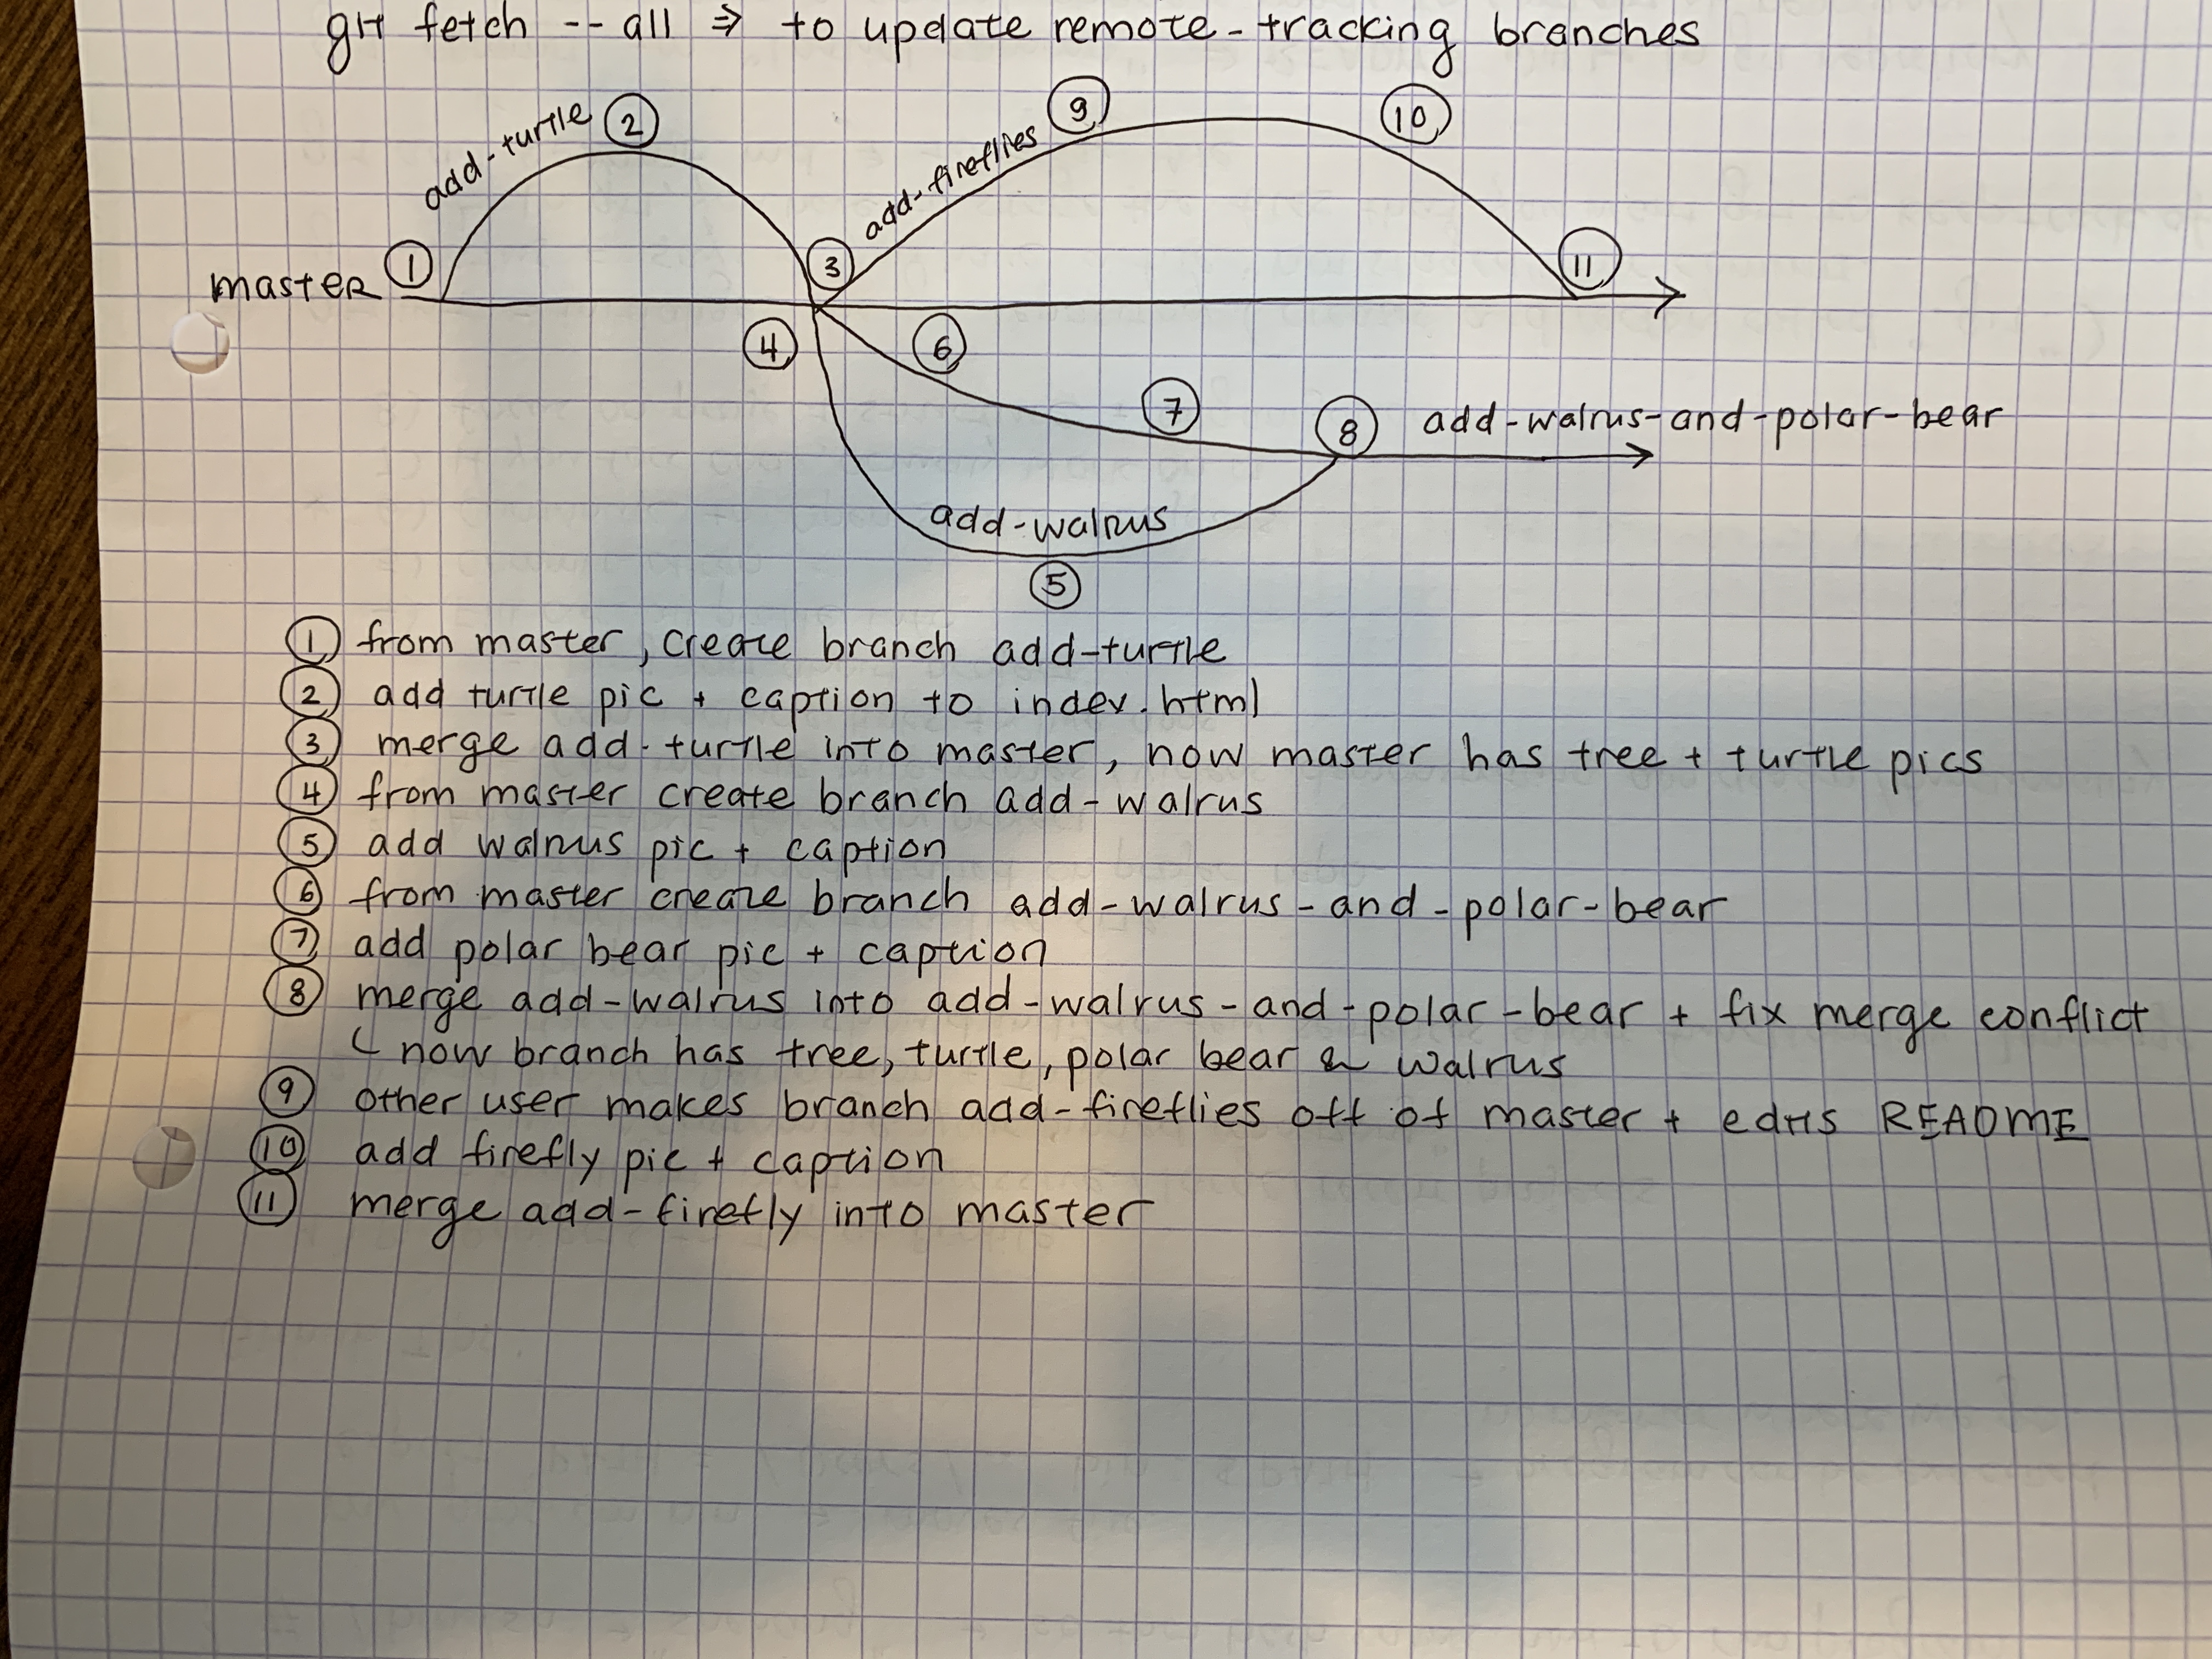 git fetch -- all ⇒ to update remote-tracking branches
add-turtle ②
add-fireflies ⑨ ⑩
master ① ③ ⑪
④ ⑥
⑦ ⑧ add-walrus-and-polar-bear
add-walrus
⑤
① from master, create branch add-turtle
② add turtle pic + caption to index.html
③ merge add-turtle into master, now master has tree + turtle pics
④ from master create branch add-walrus
⑤ add walrus pic + caption
⑥ from master create branch add-walrus-and-polar-bear
⑦ add polar bear pic + caption
⑧ merge add-walrus into add-walrus-and-polar-bear + fix merge conflict
( now branch has tree, turtle, polar bear walrus
⑨ other user makes branch add-fireflies off of master + edits README
⑩ add firefly pic + caption
⑪ merge add-firefly into master